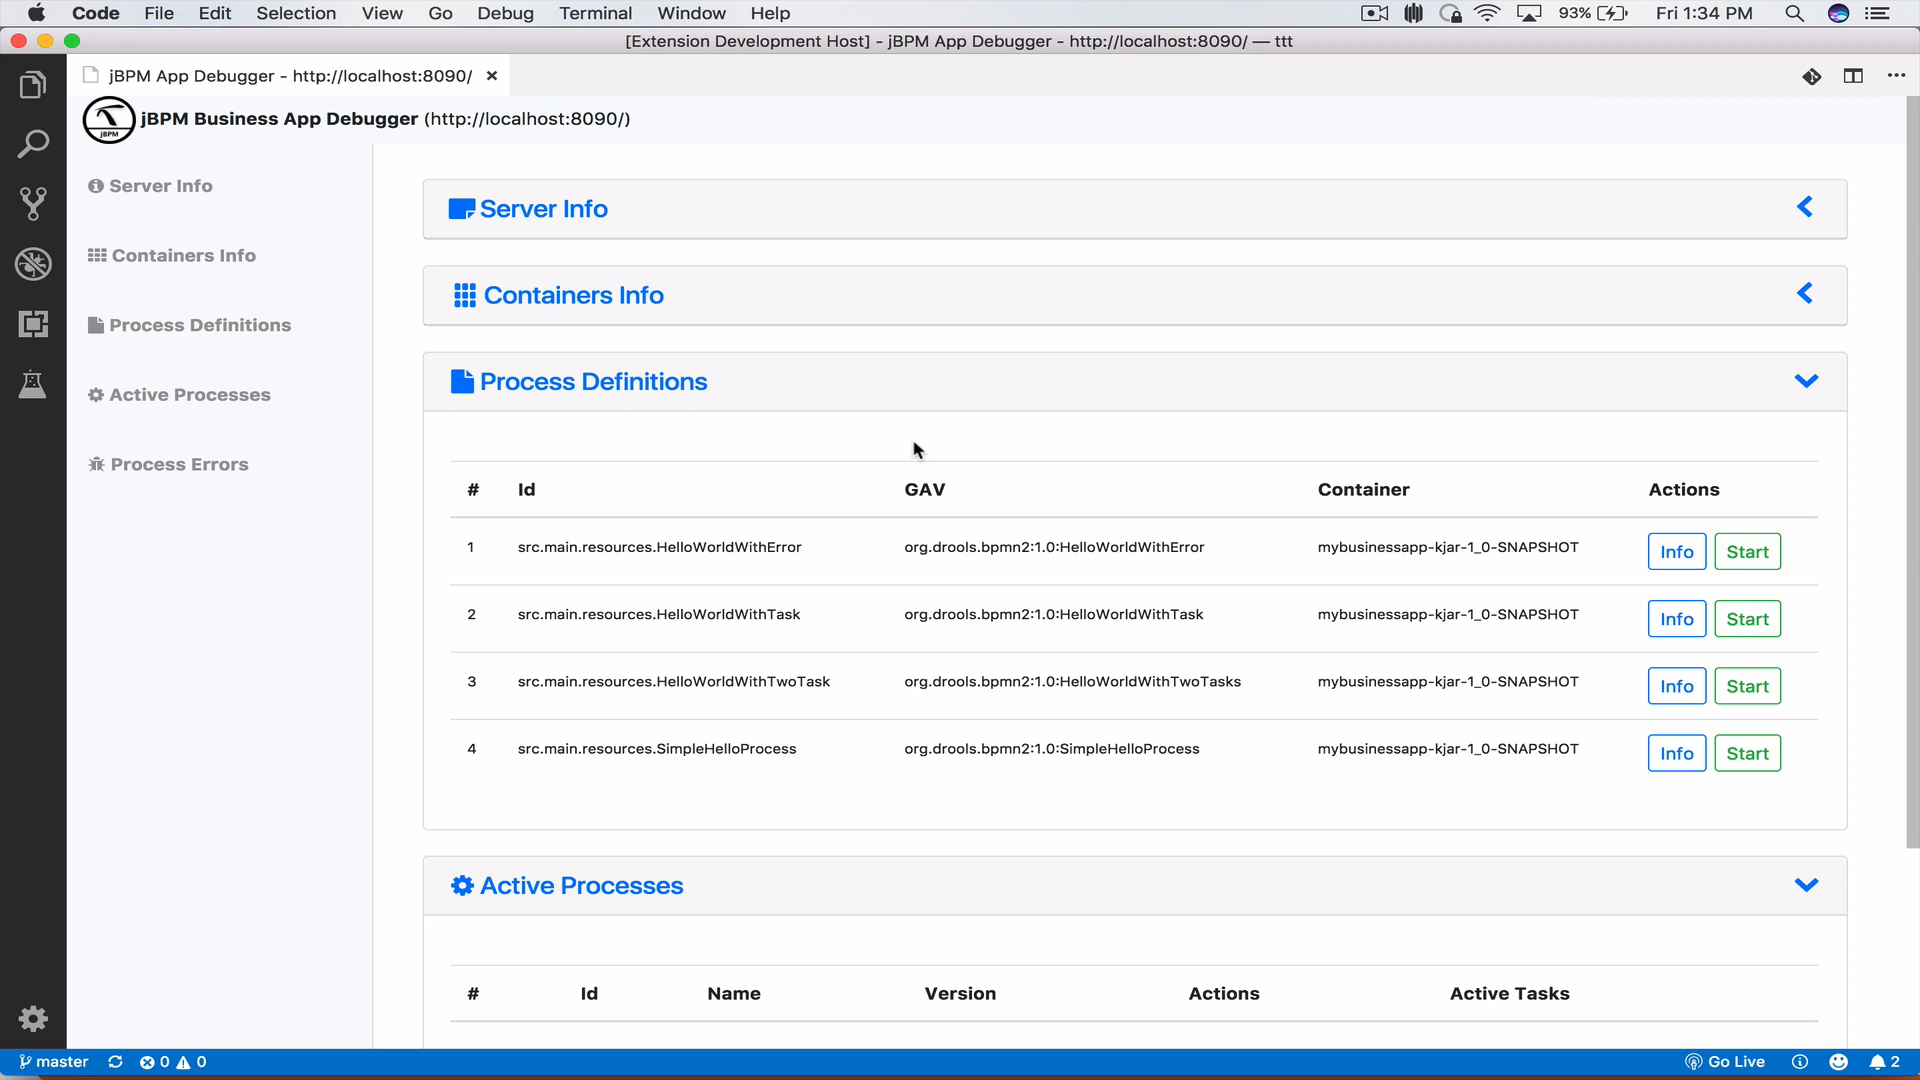 Code File Edit Selection View Go Debug Terminal Window Help 93% Fri 1:34 PM
[Extension Development Host] - jBPM App Debugger - http://localhost:8090/ — ttt
jBPM App Debugger - http://localhost:8090/
jBPM
jBPM Business App Debugger (http://localhost:8090/)
Server Info
Containers Info
Process Definitions
Active Processes
Process Errors
Server Info
Containers Info
Process Definitions
# Id GAV Container Actions
1 src.main.resources.HelloWorldWithError org.drools.bpmn2:1.0:HelloWorldWithError mybusinessapp-kjar-1_0-SNAPSHOT Info Start
2 src.main.resources.HelloWorldWithTask org.drools.bpmn2:1.0:HelloWorldWithTask mybusinessapp-kjar-1_0-SNAPSHOT Info Start
3 src.main.resources.HelloWorldWithTwoTask org.drools.bpmn2:1.0:HelloWorldWithTwoTasks mybusinessapp-kjar-1_0-SNAPSHOT Info Start
4 src.main.resources.SimpleHelloProcess org.drools.bpmn2:1.0:SimpleHelloProcess mybusinessapp-kjar-1_0-SNAPSHOT Info Start
Active Processes
# Id Name Version Actions Active Tasks
master 0 0 Go Live 2